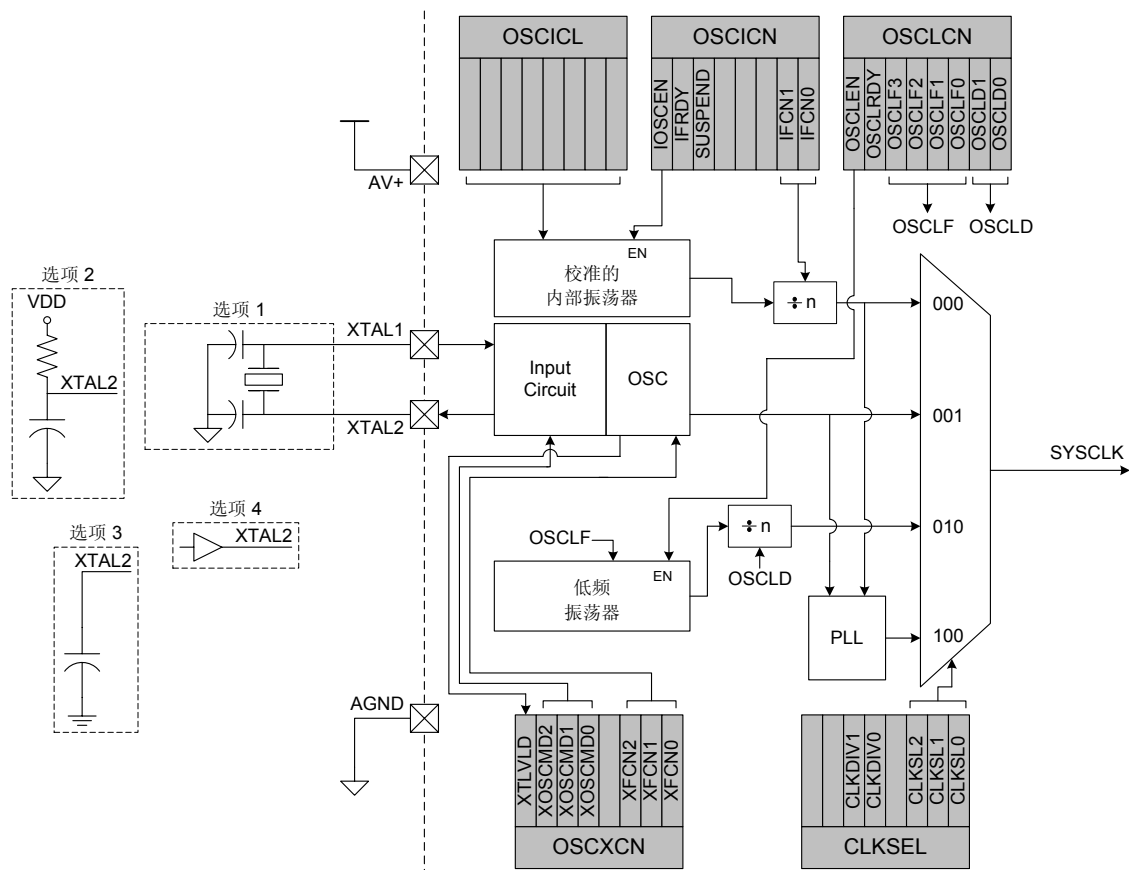 OSCICL
OSCICN
OSCLCN
IOSCEN
IFRDY
SUSPEND
IFCN1
IFCN0
OSCLEN
OSCLRDY
OSCLF3
OSCLF2
OSCLF1
OSCLF0
OSCLD1
OSCLD0
AV+
OSCLF
OSCLD
EN
校准的
内部振荡器
÷ n
000
选项 2
VDD
XTAL2
选项 1
XTAL1
XTAL2
Input
Circuit
OSC
001
SYSCLK
选项 4
XTAL2
选项 3
XTAL2
OSCLF
EN
低频
振荡器
÷ n
OSCLD
010
PLL
100
AGND
XTLVLD
XOSCMD2
XOSCMD1
XOSCMD0
XFCN2
XFCN1
XFCN0
OSCXCN
CLKDIV1
CLKDIV0
CLKSL2
CLKSL1
CLKSL0
CLKSEL